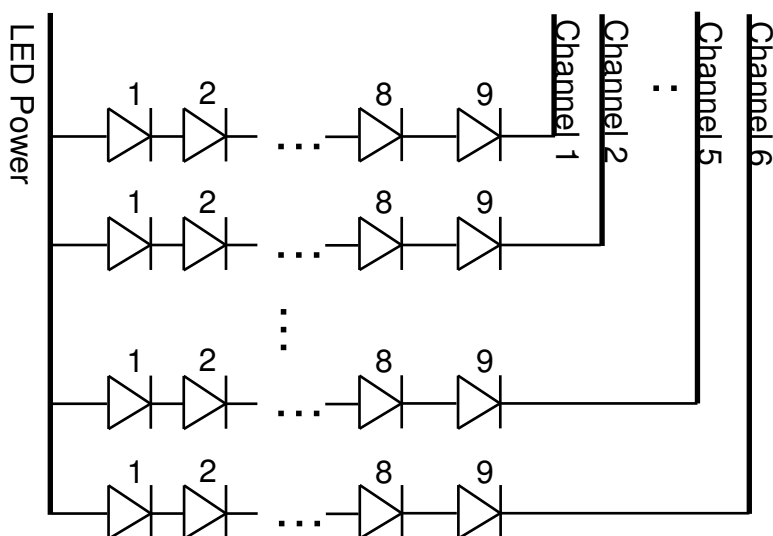 LED Power
Channel 1
Channel 2
Channel 5
Channel 6
1 2 ... 8 9
1 2 ... 8 9
1 2 ... 8 9
1 2 ... 8 9